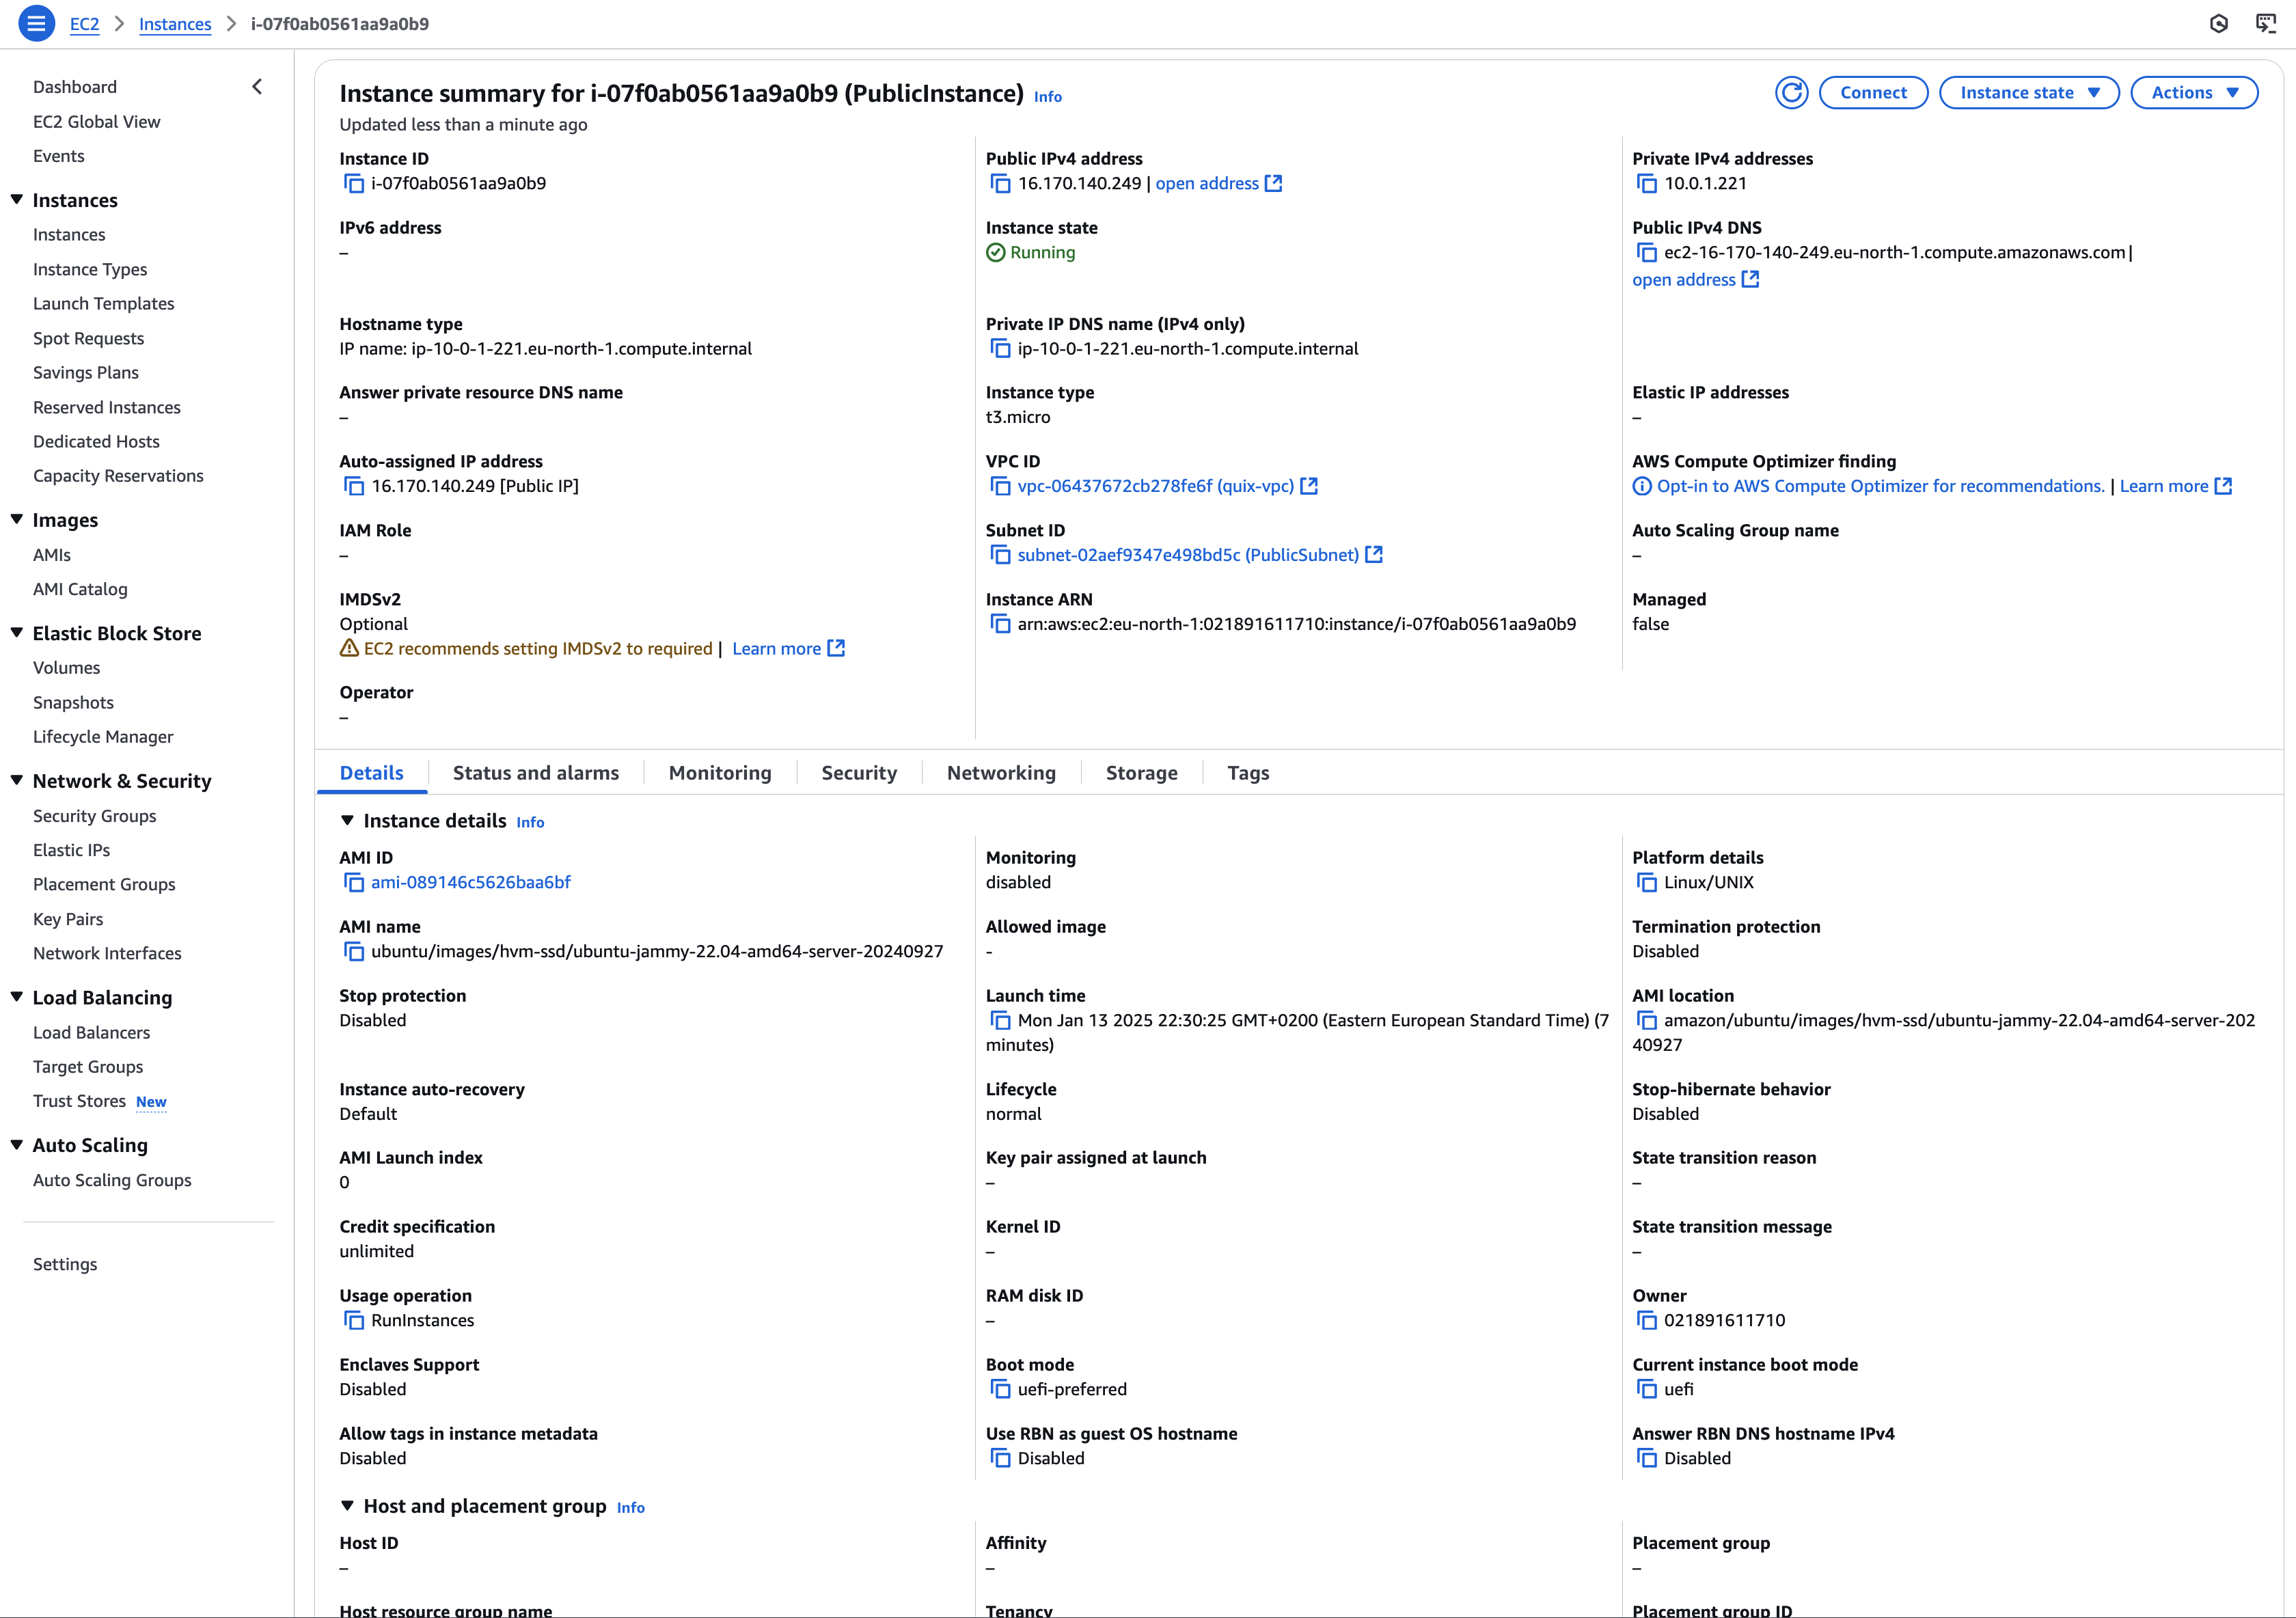 EC2 > Instances > i-07f0ab0561aa9a0b9
Dashboard
EC2 Global View
Events
Instances
Instances
Instance Types
Launch Templates
Spot Requests
Savings Plans
Reserved Instances
Dedicated Hosts
Capacity Reservations
Images
AMIs
AMI Catalog
Elastic Block Store
Volumes
Snapshots
Lifecycle Manager
Network & Security
Security Groups
Elastic IPs
Placement Groups
Key Pairs
Network Interfaces
Load Balancing
Load Balancers
Target Groups
Trust Stores New
Auto Scaling
Auto Scaling Groups
Settings
Instance summary for i-07f0ab0561aa9a0b9 (PublicInstance) Info
Updated less than a minute ago
Connect
Instance state
Actions
Instance ID
i-07f0ab0561aa9a0b9
Public IPv4 address
16.170.140.249 | open address
Private IPv4 addresses
10.0.1.221
IPv6 address
–
Instance state
Running
Public IPv4 DNS
ec2-16-170-140-249.eu-north-1.compute.amazonaws.com |
open address
Hostname type
IP name: ip-10-0-1-221.eu-north-1.compute.internal
Private IP DNS name (IPv4 only)
ip-10-0-1-221.eu-north-1.compute.internal
Answer private resource DNS name
–
Instance type
t3.micro
Elastic IP addresses
–
Auto-assigned IP address
16.170.140.249 [Public IP]
VPC ID
vpc-06437672cb278fe6f (quix-vpc)
AWS Compute Optimizer finding
Opt-in to AWS Compute Optimizer for recommendations. | Learn more
IAM Role
–
Subnet ID
subnet-02aef9347e498bd5c (PublicSubnet)
Auto Scaling Group name
–
IMDSv2
Optional
EC2 recommends setting IMDSv2 to required | Learn more
Instance ARN
arn:aws:ec2:eu-north-1:021891611710:instance/i-07f0ab0561aa9a0b9
Managed
false
Operator
–
Details
Status and alarms
Monitoring
Security
Networking
Storage
Tags
Instance details Info
AMI ID
ami-089146c5626baa6bf
Monitoring
disabled
Platform details
Linux/UNIX
AMI name
ubuntu/images/hvm-ssd/ubuntu-jammy-22.04-amd64-server-20240927
Allowed image
-
Termination protection
Disabled
Stop protection
Disabled
Launch time
Mon Jan 13 2025 22:30:25 GMT+0200 (Eastern European Standard Time) (7
minutes)
AMI location
amazon/ubuntu/images/hvm-ssd/ubuntu-jammy-22.04-amd64-server-202
40927
Instance auto-recovery
Default
Lifecycle
normal
Stop-hibernate behavior
Disabled
AMI Launch index
0
Key pair assigned at launch
–
State transition reason
–
Credit specification
unlimited
Kernel ID
–
State transition message
–
Usage operation
RunInstances
RAM disk ID
–
Owner
021891611710
Enclaves Support
Disabled
Boot mode
uefi-preferred
Current instance boot mode
uefi
Allow tags in instance metadata
Disabled
Use RBN as guest OS hostname
Disabled
Answer RBN DNS hostname IPv4
Disabled
Host and placement group Info
Host ID
–
Affinity
–
Placement group
–
Host resource group name
Tenancy
Placement group ID